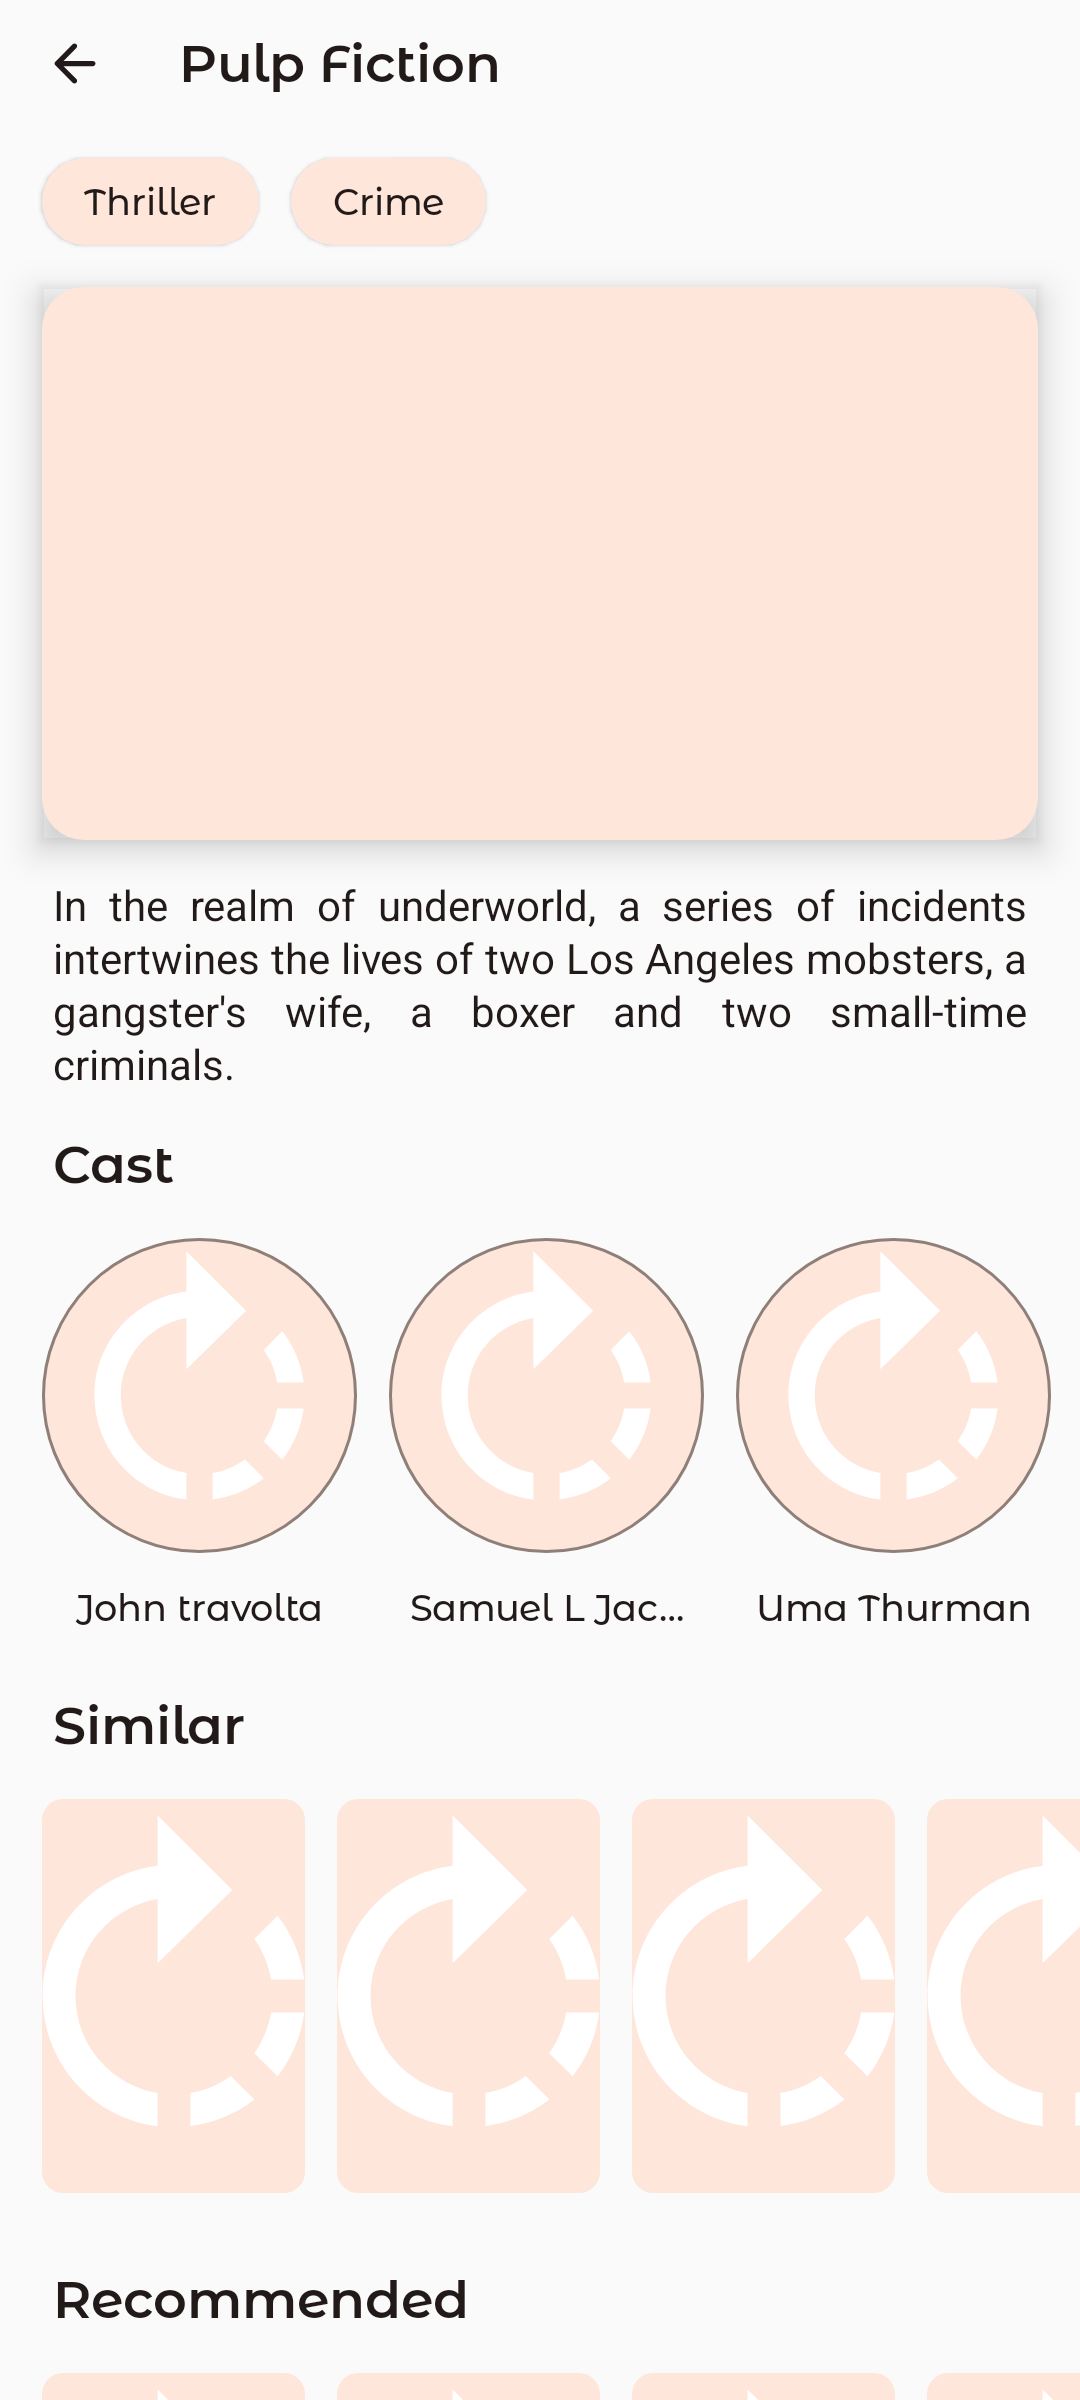 Pulp Fiction
Thriller
Crime
In the realm of underworld, a series of incidents
intertwines the lives of two Los Angeles mobsters, a
gangster's wife, a boxer and two small-time
criminals.
Cast
John travolta
Samuel L Jac...
Uma Thurman
Similar
Recommended